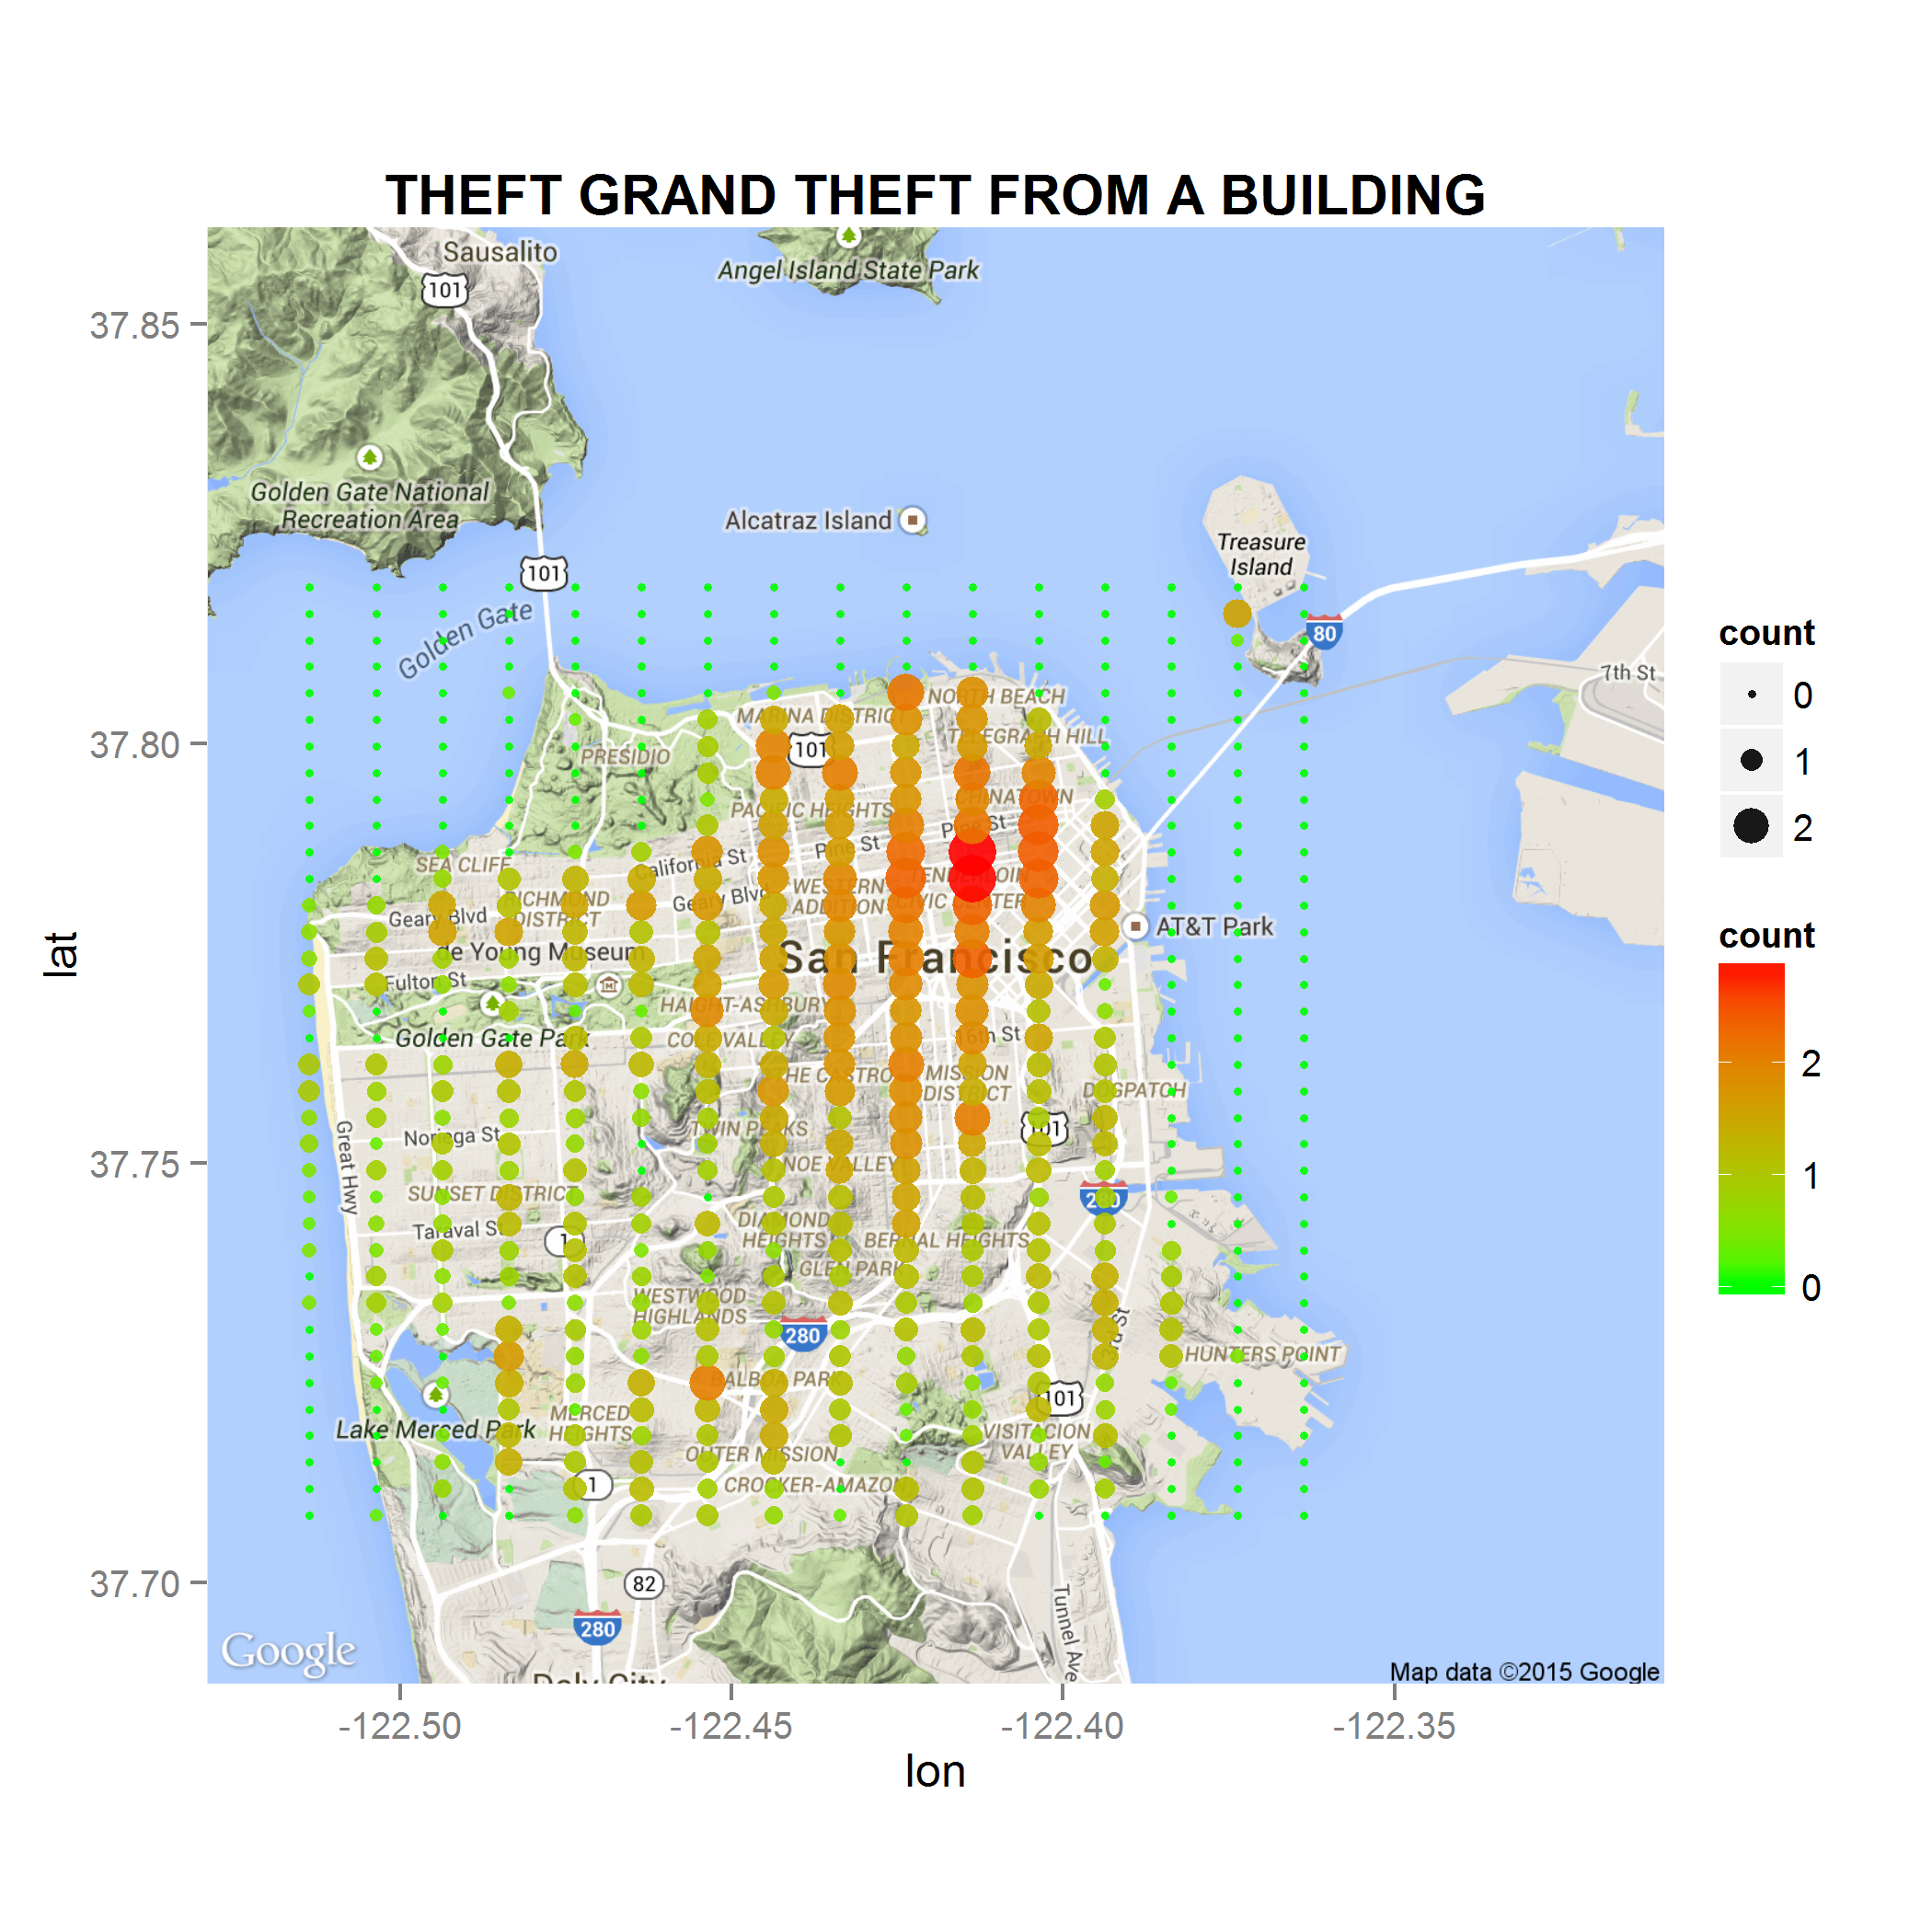 THEFT GRAND THEFT FROM A BUILDING
Sausalito
101
Angel Island State Park
37.85
Golden Gate National
Recreation Area
Alcatraz Island
Treasure
Island
101
Golden Gate
80
7th St
count
0
1
2
NORTH BEACH
MARINA DISTRICT
TELEGRAPH HILL
37.80
101
PRESIDIO
CHINATOWN
PACIFIC HEIGHTS
Pine St
Pine St
SEA CLIFF
California St
TENDERLOIN
WESTERN
ADDITION
CIVIC CENTER
RICHMOND
DISTRICT
Geary Blvd
Geary Blvd
AT&T Park
lat
de Young Museum
San Francisco
Fulton St
HAIGHT-ASHBURY
Golden Gate Park
COLE VALLEY
16th St
THE CASTRO
MISSION
DISTRICT
DOGPATCH
count
2
1
0
Great Hwy
Noriega St
TWIN PEAKS
101
37.75
NOE VALLEY
SUNSET DISTRICT
280
Taraval St
1
DIAMOND
HEIGHTS
BERNAL HEIGHTS
GLEN PARK
WESTWOOD
HIGHLANDS
280
3rd St
HUNTERS POINT
BALBOA PARK
101
Lake Merced Park
MERCED
HEIGHTS
VISITACION
VALLEY
OUTER MISSION
1
CROCKER-AMAZON
37.70
82
280
Tunnel Ave
Google
Daly City
Map data ©2015 Google
-122.50
-122.45
-122.40
-122.35
lon